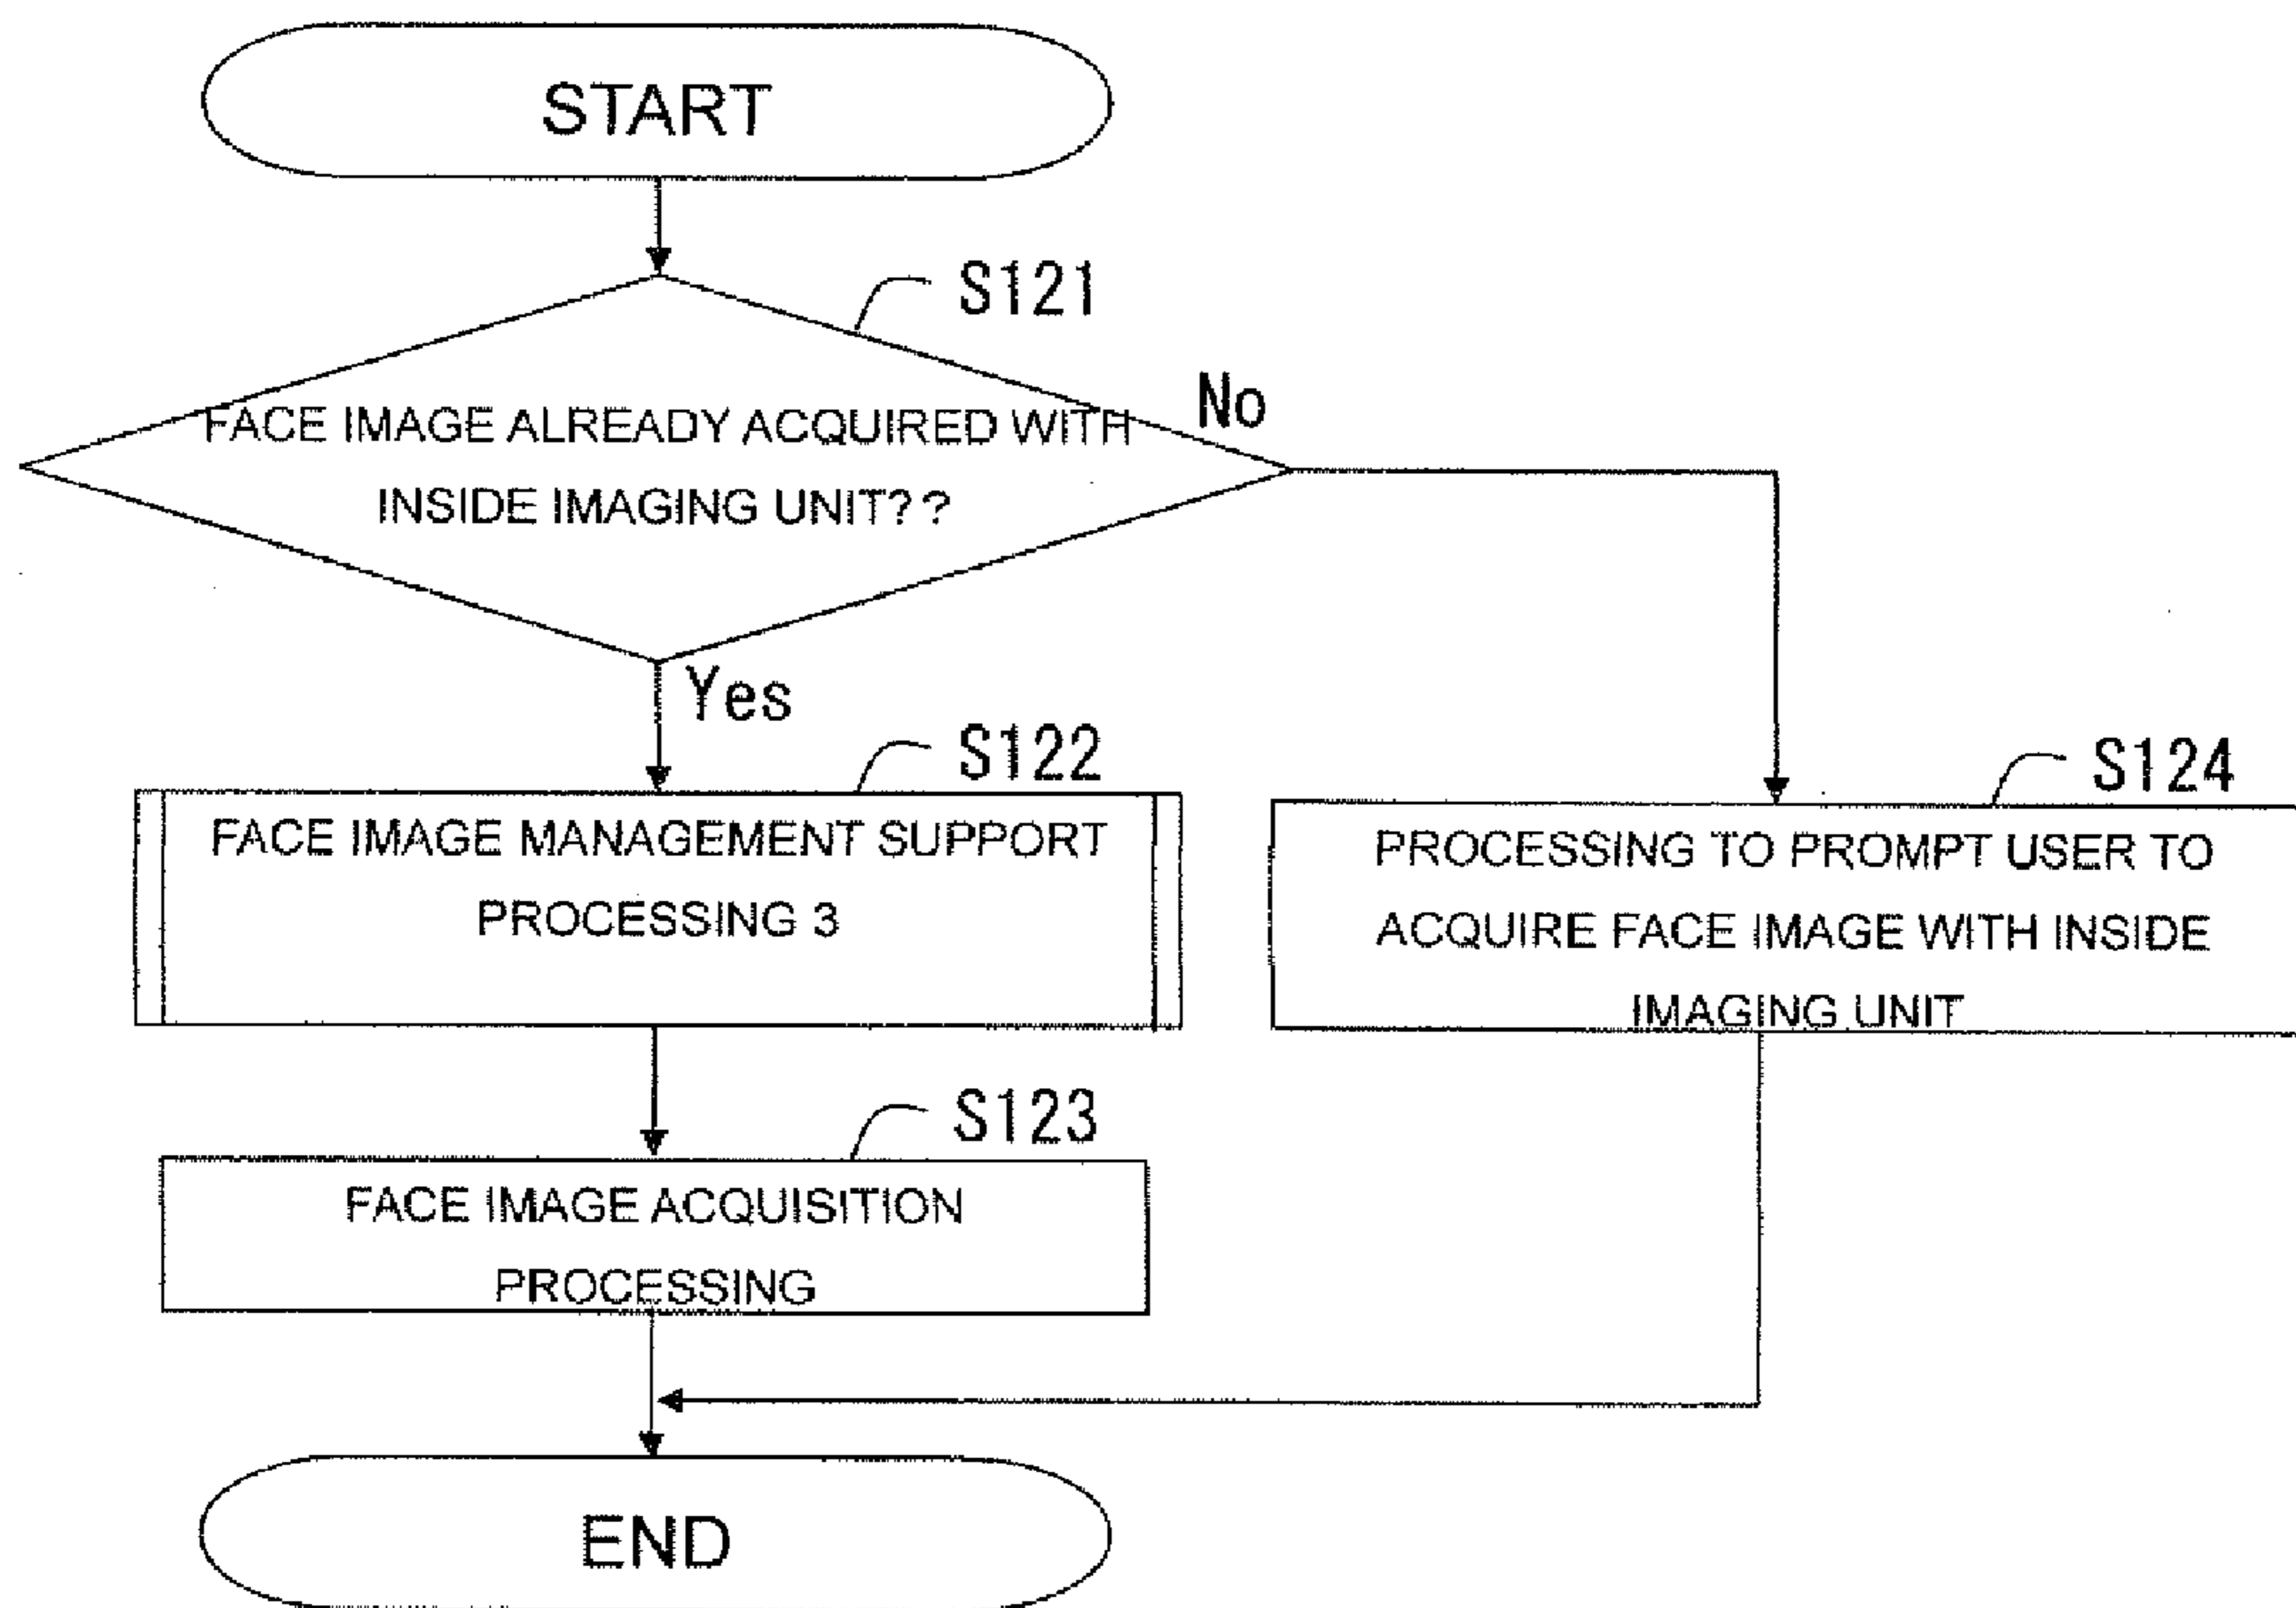 START
S121
FACE IMAGE ALREADY ACQUIRED WITH
INSIDE IMAGING UNIT??
No
Yes
S122
FACE IMAGE MANAGEMENT SUPPORT
PROCESSING 3
S124
PROCESSING TO PROMPT USER TO
ACQUIRE FACE IMAGE WITH INSIDE
IMAGING UNIT
S123
FACE IMAGE ACQUISITION
PROCESSING
END